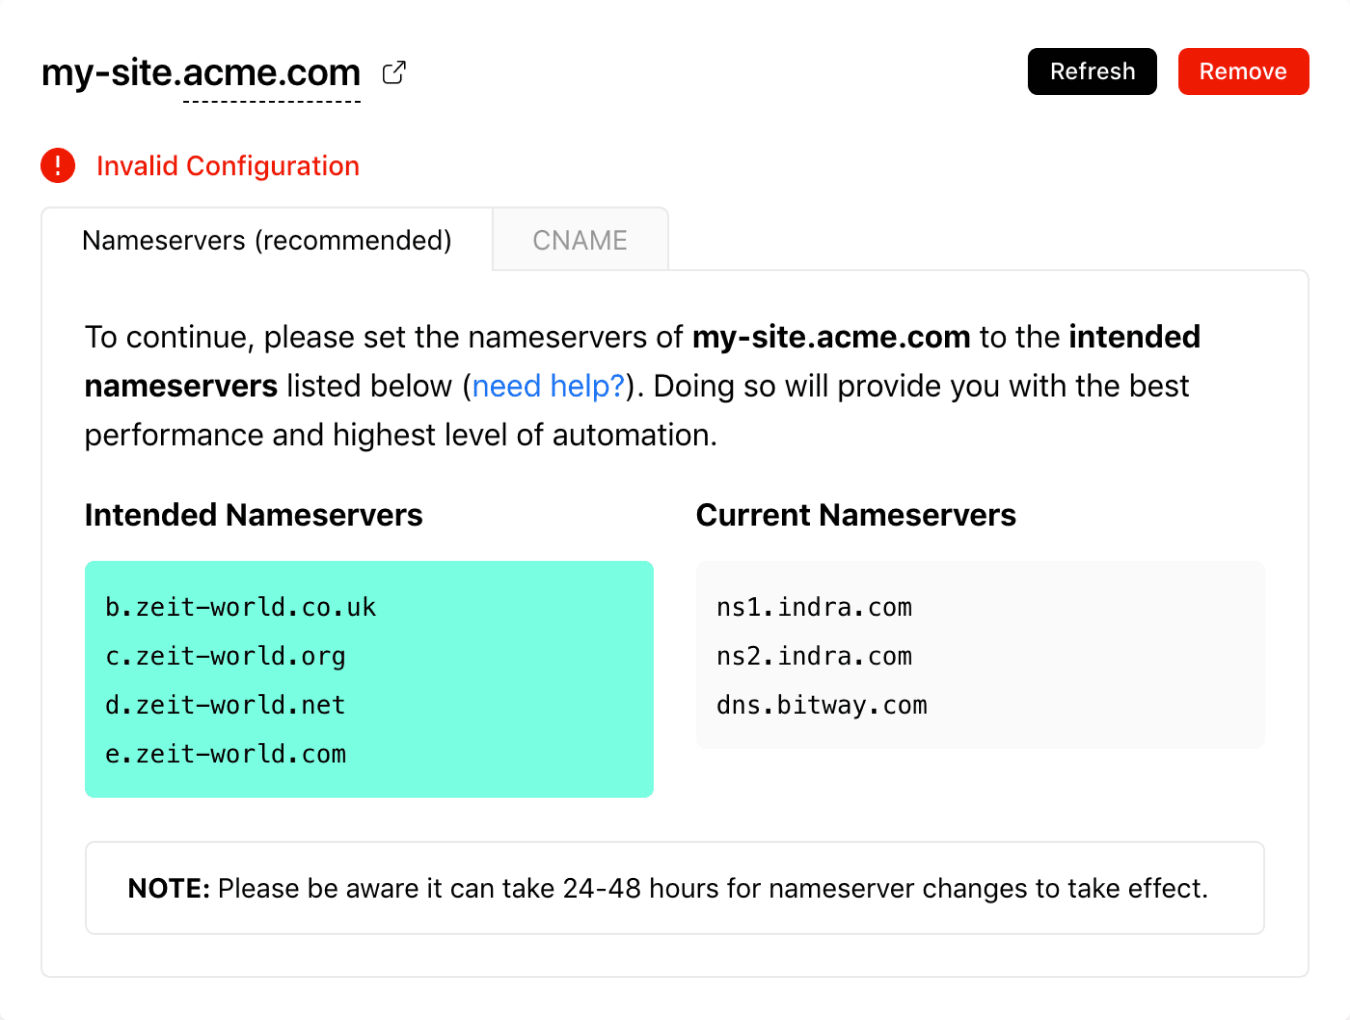 my-site.acme.com
Refresh
Remove
! Invalid Configuration
Nameservers (recommended)
CNAME
To continue, please set the nameservers of my-site.acme.com to the intended
nameservers listed below (need help?). Doing so will provide you with the best
performance and highest level of automation.
Intended Nameservers
b.zeit-world.co.uk
c.zeit-world.org
d.zeit-world.net
e.zeit-world.com
Current Nameservers
ns1.indra.com
ns2.indra.com
dns.bitway.com
NOTE: Please be aware it can take 24-48 hours for nameserver changes to take effect.